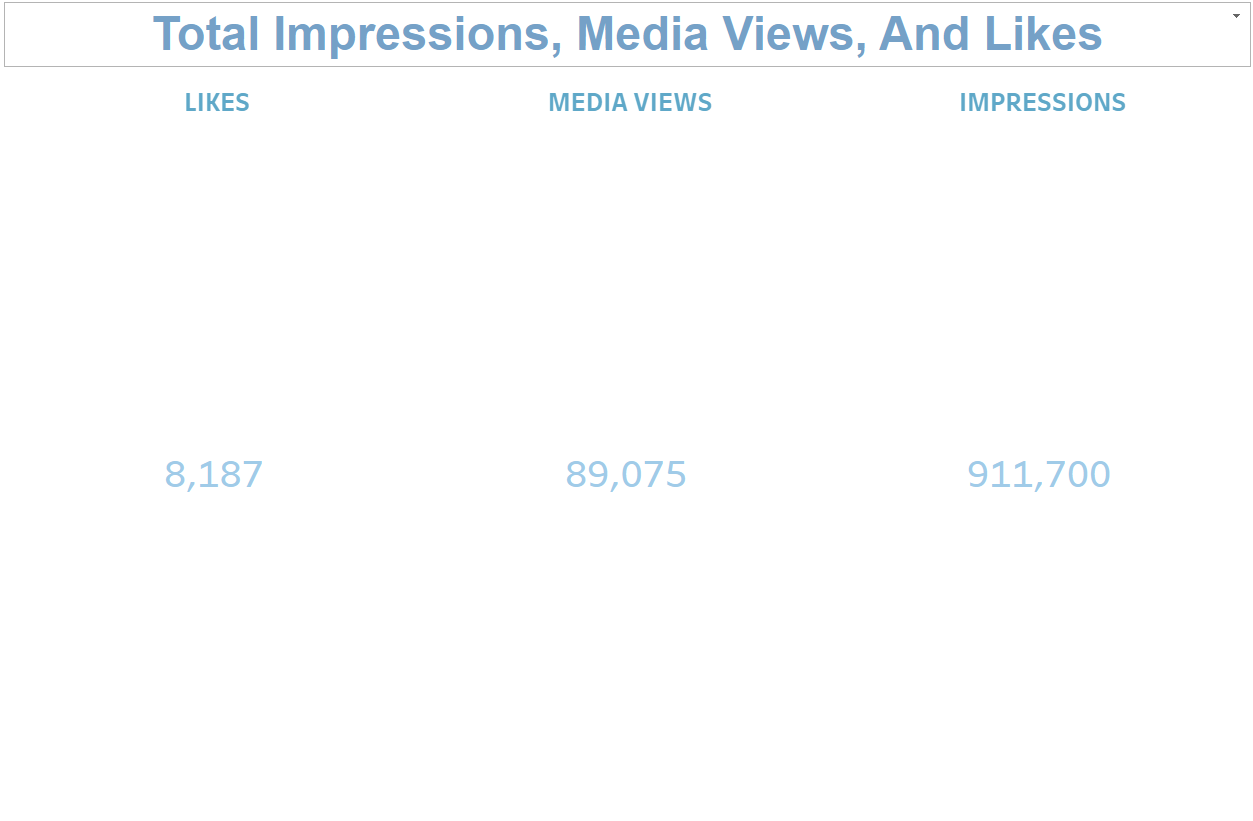 Total Impressions, Media Views, And Likes
LIKES MEDIA VIEWS IMPRESSIONS
8,187 89,075 911,700